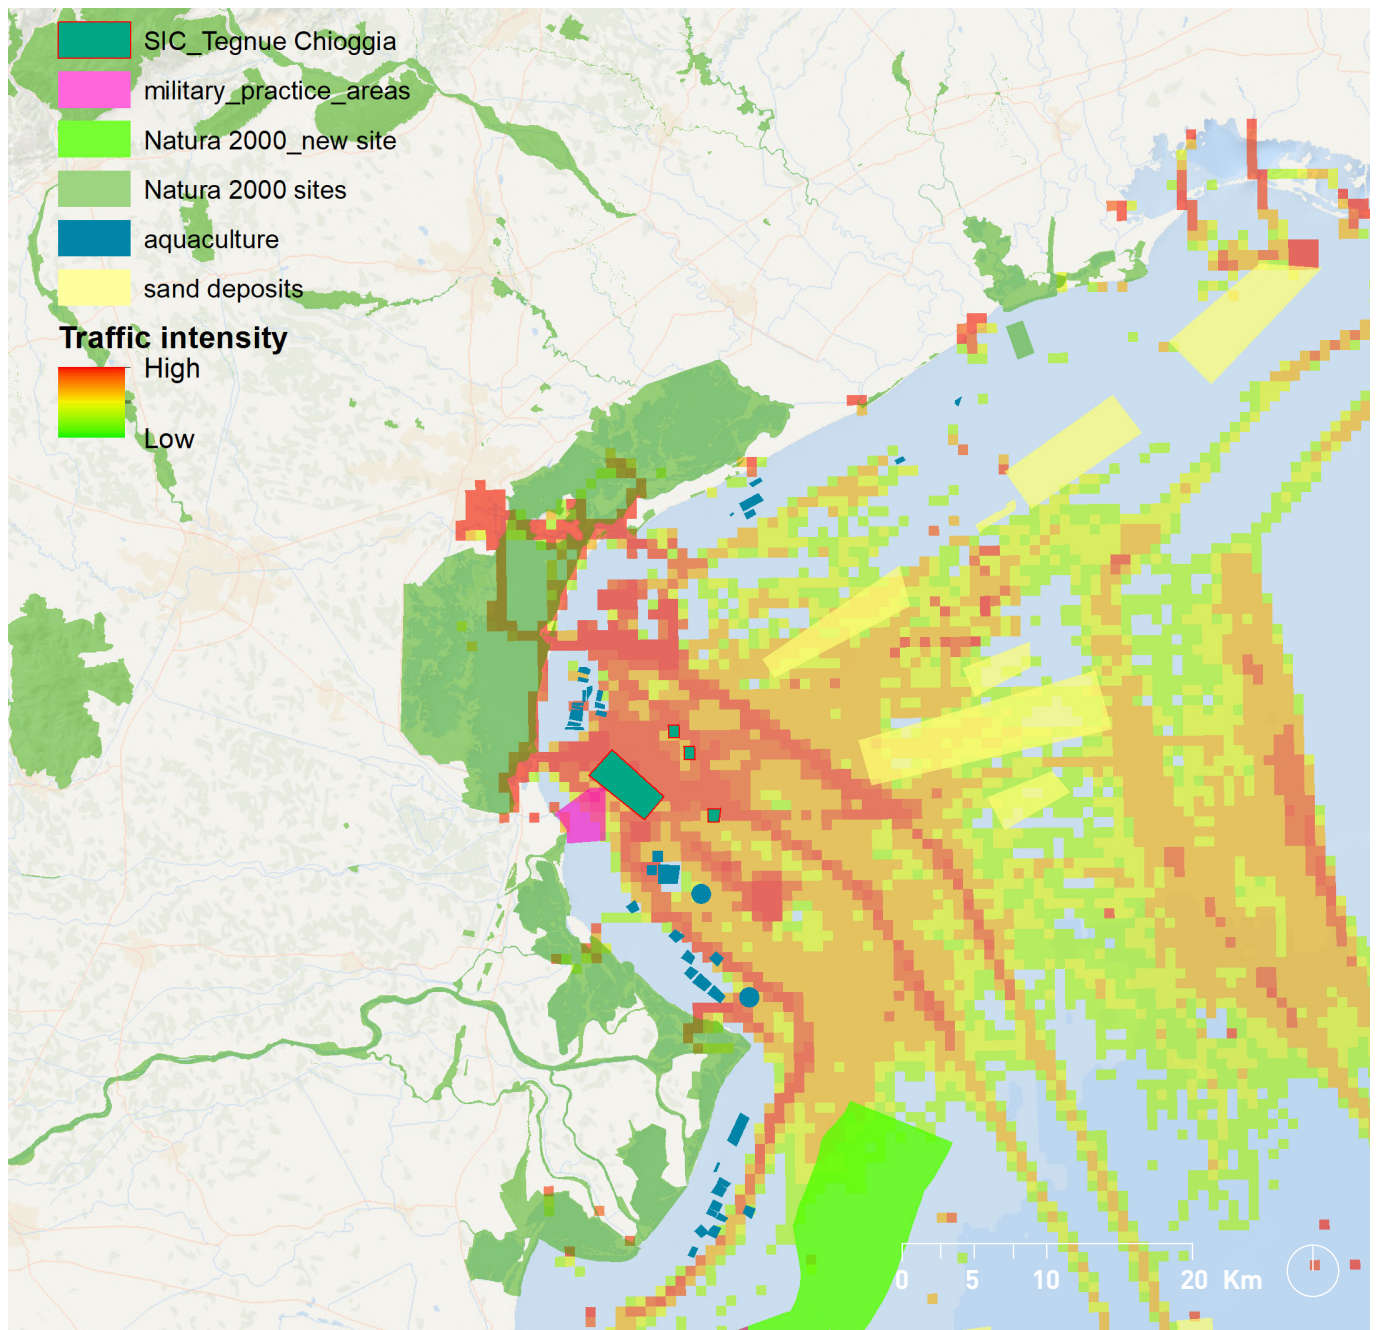 SIC_Tegnue Chioggia
military_practice_areas
Natura 2000_new site
Natura 2000 sites
aquaculture
sand deposits
Traffic intensity
High
Low
0 5 10 20 Km